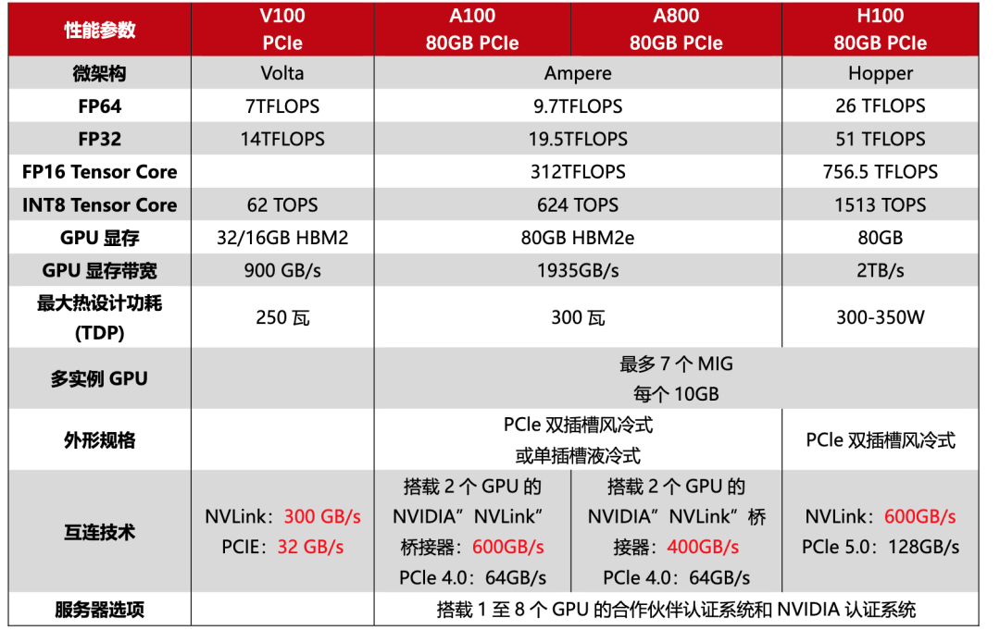 性能参数
V100
PCIe
A100
80GB PCIe
A800
80GB PCIe
H100
80GB PCIe
微架构
Volta
Ampere
Hopper
FP64
7TFLOPS
9.7TFLOPS
26 TFLOPS
FP32
14TFLOPS
19.5TFLOPS
51 TFLOPS
FP16 Tensor Core
312TFLOPS
756.5 TFLOPS
INT8 Tensor Core
62 TOPS
624 TOPS
1513 TOPS
GPU 显存
32/16GB HBM2
80GB HBM2e
80GB
GPU 显存带宽
900 GB/s
1935GB/s
2TB/s
最大热设计功耗
(TDP)
250 瓦
300 瓦
300-350W
多实例 GPU
最多 7 个 MIG
每个 10GB
外形规格
PCIe 双插槽风冷式
或单插槽液冷式
PCIe 双插槽风冷式
互连技术
NVLink：300 GB/s
PCIE：32 GB/s
搭载 2 个 GPU 的
NVIDIA” NVLink“
桥接器：600GB/s
PCIe 4.0：64GB/s
搭载 2 个 GPU 的
NVIDIA” NVLink“ 桥
接器：400GB/s
PCIe 4.0：64GB/s
NVLink：600GB/s
PCIe 5.0：128GB/s
服务器选项
搭载 1 至 8 个 GPU 的合作伙伴认证系统和 NVIDIA 认证系统